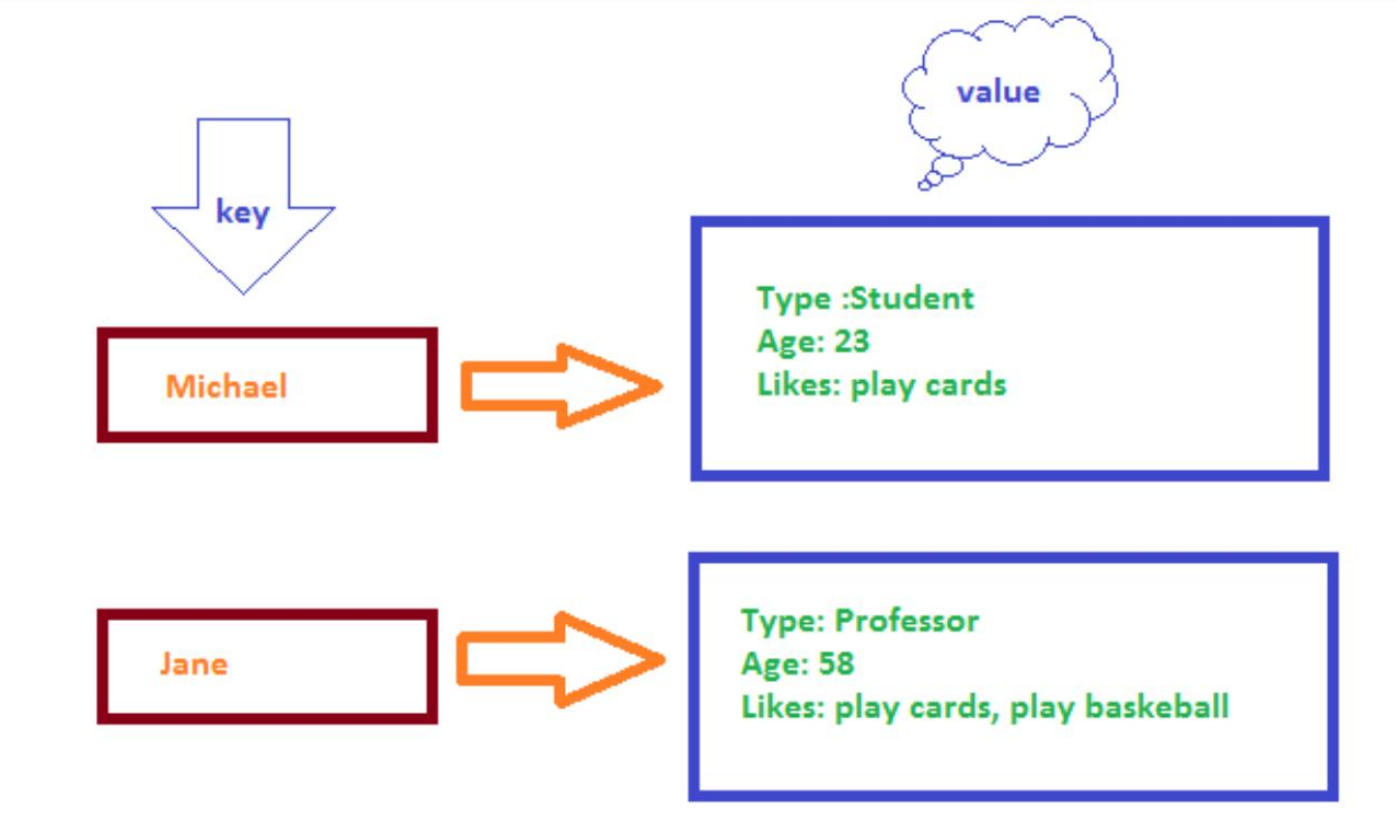 value
key
Type :Student
Age: 23
Likes: play cards
Michael
Type: Professor
Age: 58
Likes: play cards, play baskeball
Jane